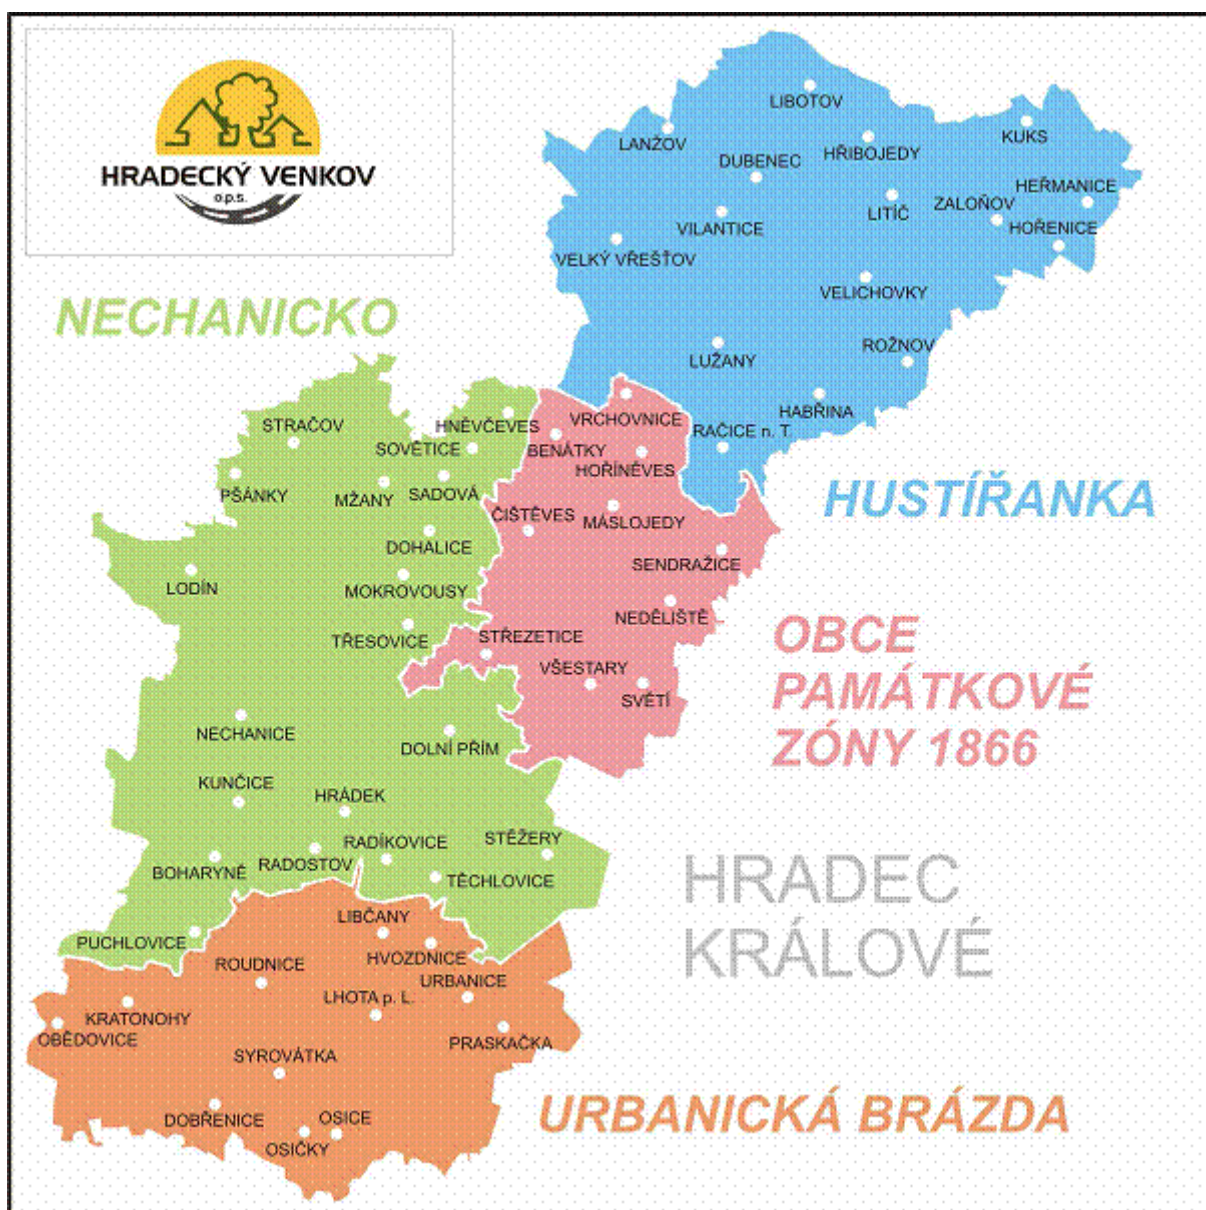 HRADECKÝ VENKOV
o.p.s.
LIBOTOV
KUKS
LANŽOV
HŘIBOJEDY
DUBENEC
HEŘMANICE
ZALOŇOV
LITÍČ
HOŘENICE
VILANTICE
VELKÝ VŘEŠŤOV
VELICHOVKY
NECHANICKO
ROŽNOV
LUŽANY
HABŘINA
VRCHOVNICE
RAČICE n. T.
HNĚVČEVES
STRAČOV
SOVĚTICE
BENÁTKY
HOŘÍNĚVES
PŠÁNKY
MŽANY
SADOVÁ
HUSTÍŘANKA
ČIŠTĚVES
MÁSLOJEDY
DOHALICE
SENDRAŽICE
LODÍN
MOKROVOUSY
NEDĚLIŠTĚ
TŘESOVICE
STŘEZETICE
OBCE
PAMÁTKOVÉ
ZÓNY 1866
VŠESTARY
SVĚTÍ
NECHANICE
DOLNÍ PŘÍM
KUNČICE
HRÁDEK
RADÍKOVICE
STĚŽERY
RADOSTOV
BOHARYNĚ
TĚCHLOVICE
HRADEC
KRÁLOVÉ
LIBČANY
PUCHLOVICE
HVOZDNICE
ROUDNICE
URBANICE
LHOTA p. L.
KRATONOHY
OBĚDOVICE
PRASKAČKA
SYROVÁTKA
URBANICKÁ BRÁZDA
DOBŘENICE
OSICE
OSIČKY